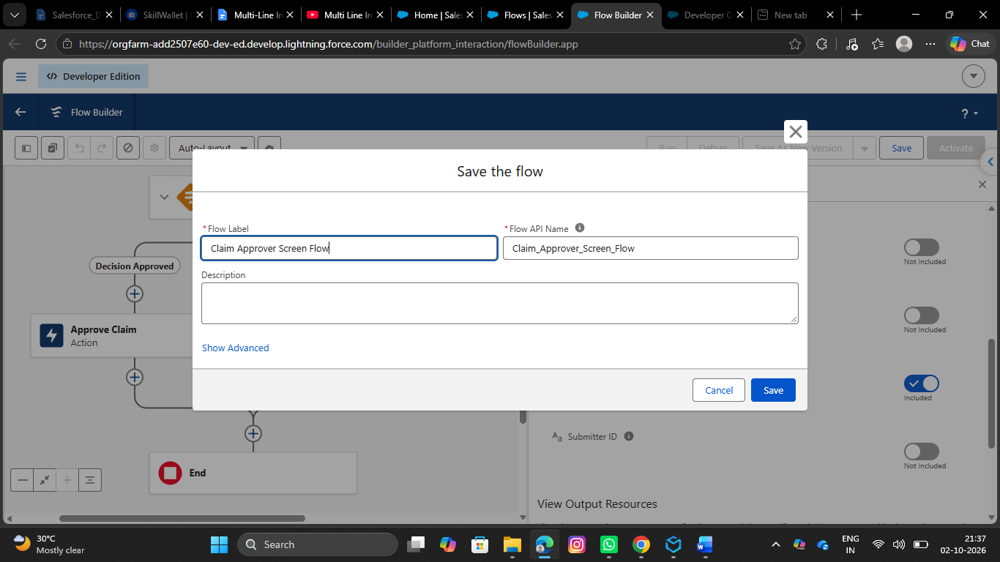 Salesforce_D
SkillWallet | D
Multi-Line In
Multi Line In
Home | Sales
Flows | Sales
Flow Builder
Developer C
New tab
https://orgfarm-add2507e60-dev-ed.develop.lightning.force.com/builder_platform_interaction/flowBuilder.app
Chat
</> Developer Edition
Flow Builder
?
Auto-Layout
Run
Debug
Save As New Version
Save
Activate
Save the flow
*Flow Label
*Flow API Name
Claim Approver Screen Flow
Claim_Approver_Screen_Flow
Description
Show Advanced
Cancel
Save
Decision Approved
Approve Claim
Action
End
Not Included
Not Included
Included
Aa Submitter ID
Not Included
View Output Resources
30°C
Mostly clear
Search
ENG
IN
21:37
02-10-2026